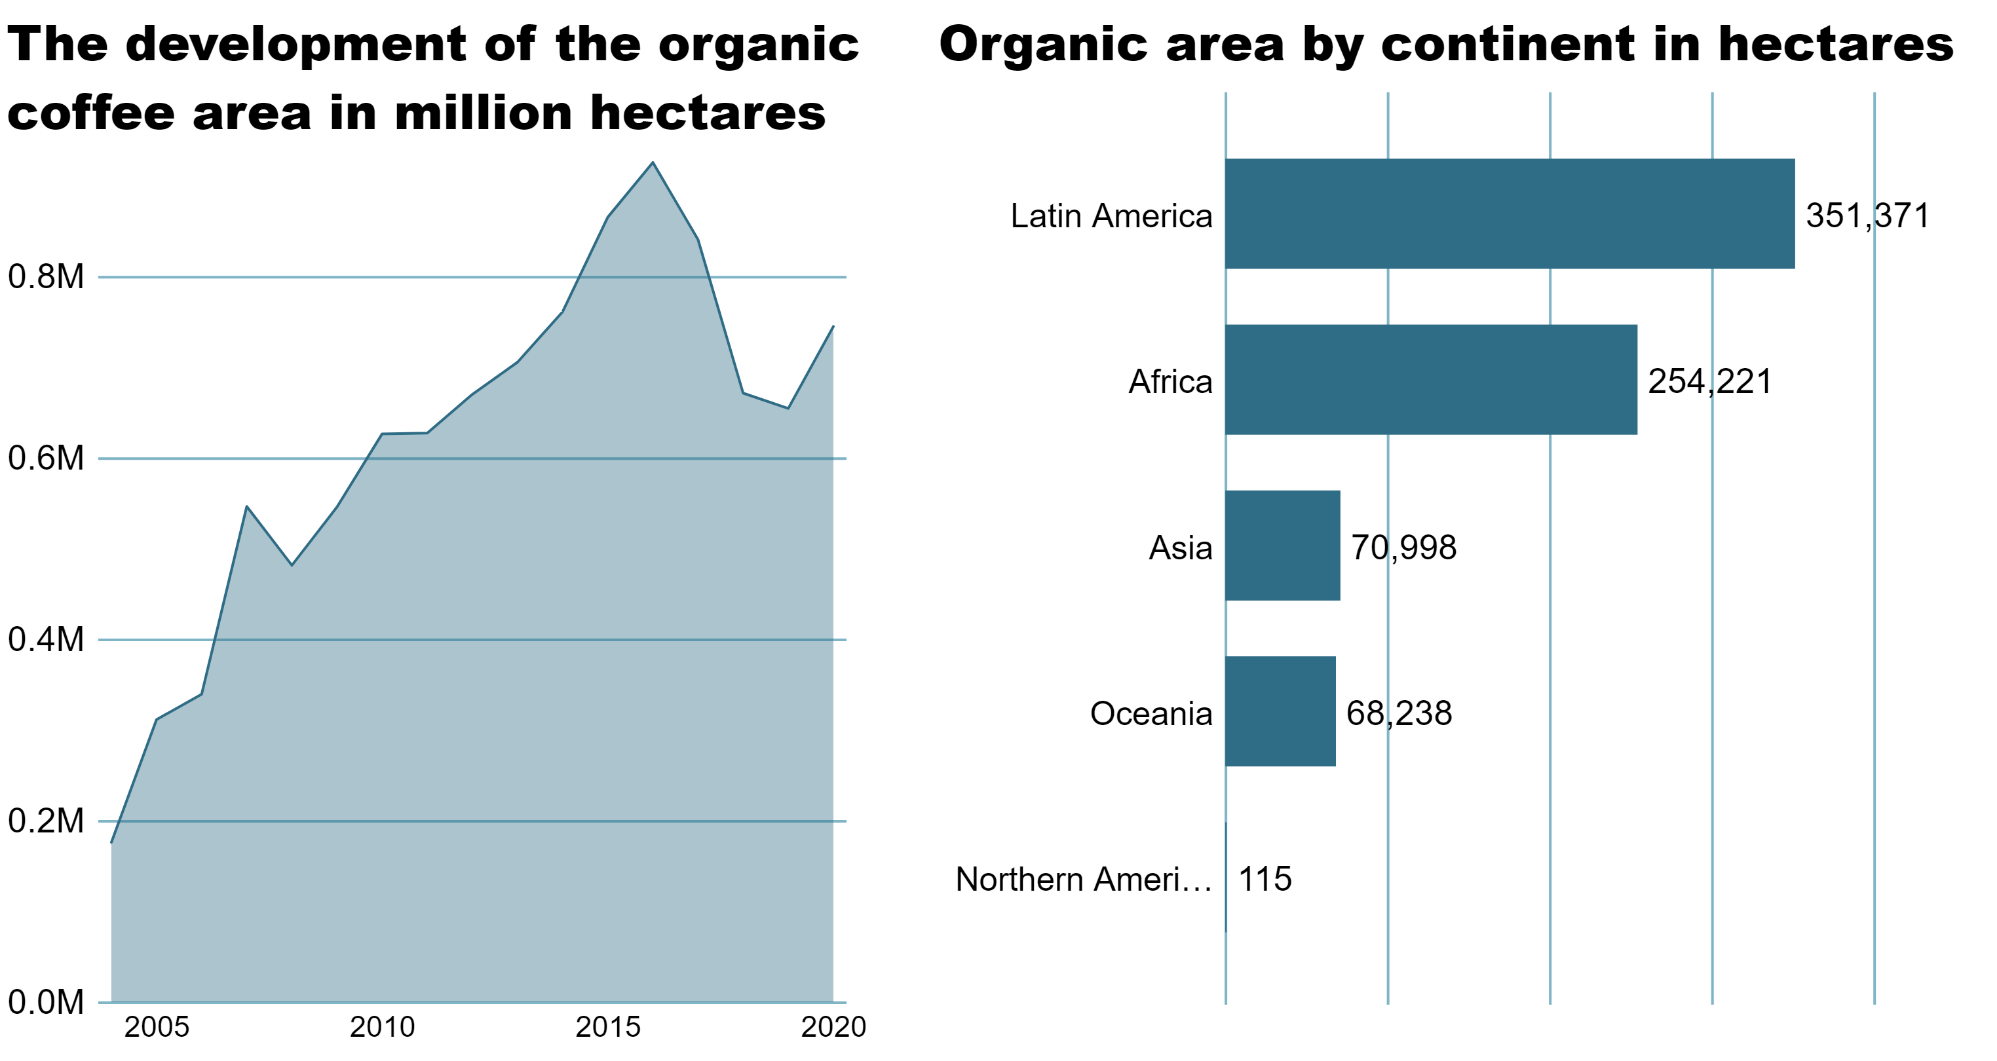 The development of the organic
coffee area in million hectares
0.8M
0.6M
0.4M
0.2M
0.0M
2005 2010 2015 2020
Organic area by continent in hectares
Latin America 351,371
Africa 254,221
Asia 70,998
Oceania 68,238
Northern Ameri… 115